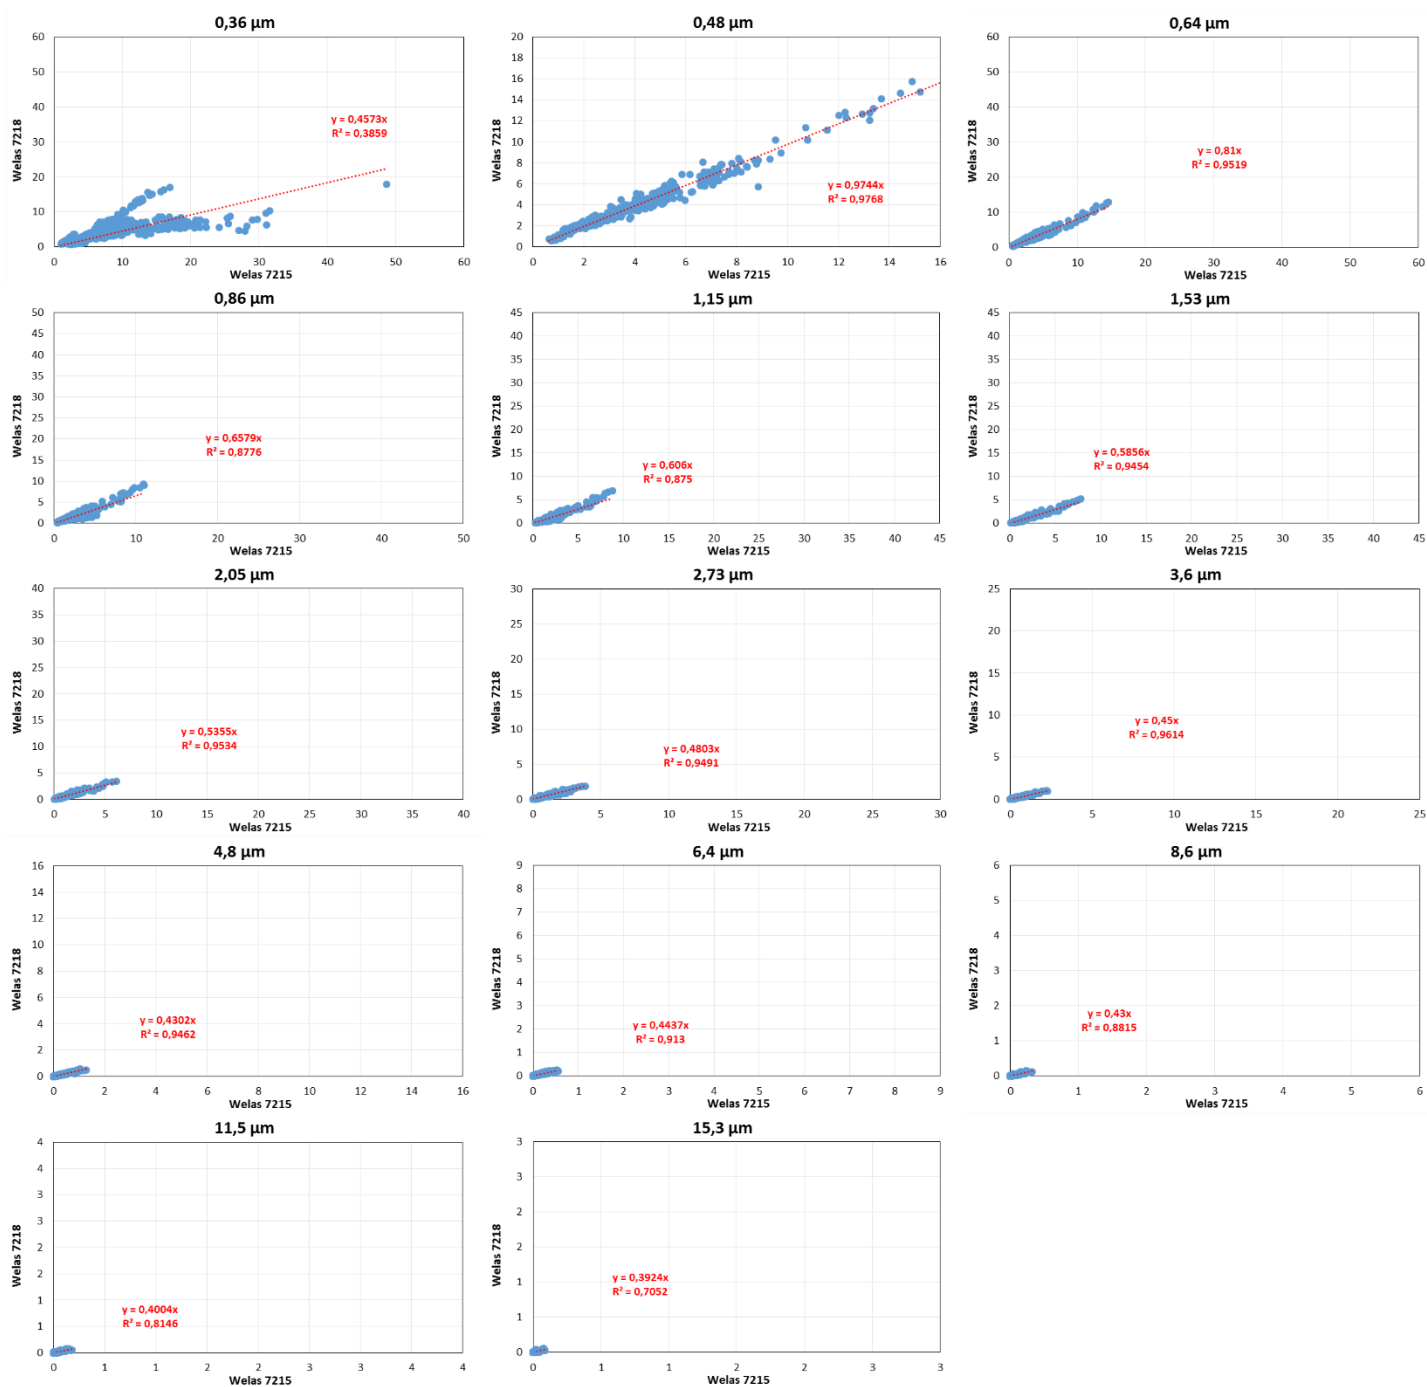 0,36 µm
60
50
40
30
20
10
0
Welas 7218
y = 0,4573x
R² = 0,3859
0 10 20 30 40 50 60
Welas 7215
0,48 µm
20
18
16
14
12
10
8
6
4
2
0
Welas 7218
y = 0,9744x
R² = 0,9768
0 2 4 6 8 10 12 14 16
Welas 7215
0,64 µm
60
50
40
30
20
10
0
Welas 7218
y = 0,81x
R² = 0,9519
0 10 20 30 40 50 60
Welas 7215
0,86 µm
50
45
40
35
30
25
20
15
10
5
0
Welas 7218
y = 0,6579x
R² = 0,8776
0 10 20 30 40 50
Welas 7215
1,15 µm
45
40
35
30
25
20
15
10
5
0
Welas 7218
y = 0,606x
R² = 0,875
0 5 10 15 20 25 30 35 40 45
Welas 7215
1,53 µm
45
40
35
30
25
20
15
10
5
0
Welas 7218
y = 0,5856x
R² = 0,9454
0 5 10 15 20 25 30 35 40 45
Welas 7215
2,05 µm
40
35
30
25
20
15
10
5
0
Welas 7218
y = 0,5355x
R² = 0,9534
0 5 10 15 20 25 30 35 40
Welas 7215
2,73 µm
30
25
20
15
10
5
0
Welas 7218
y = 0,4803x
R² = 0,9491
0 5 10 15 20 25 30
Welas 7215
3,6 µm
25
20
15
10
5
0
Welas 7218
y = 0,45x
R² = 0,9614
0 5 10 15 20 25
Welas 7215
4,8 µm
16
14
12
10
8
6
4
2
0
Welas 7218
y = 0,4302x
R² = 0,9462
0 2 4 6 8 10 12 14 16
Welas 7215
6,4 µm
9
8
7
6
5
4
3
2
1
0
Welas 7218
y = 0,4437x
R² = 0,913
0 1 2 3 4 5 6 7 8 9
Welas 7215
8,6 µm
6
5
4
3
2
1
0
Welas 7218
y = 0,43x
R² = 0,8815
0 1 2 3 4 5 6
Welas 7215
11,5 µm
4
4
3
3
2
2
1
1
0
Welas 7218
y = 0,4004x
R² = 0,8146
0 1 1 2 2 3 3 4 4
Welas 7215
15,3 µm
3
3
2
2
1
1
0
Welas 7218
y = 0,3924x
R² = 0,7052
0 1 1 2 2 3 3
Welas 7215